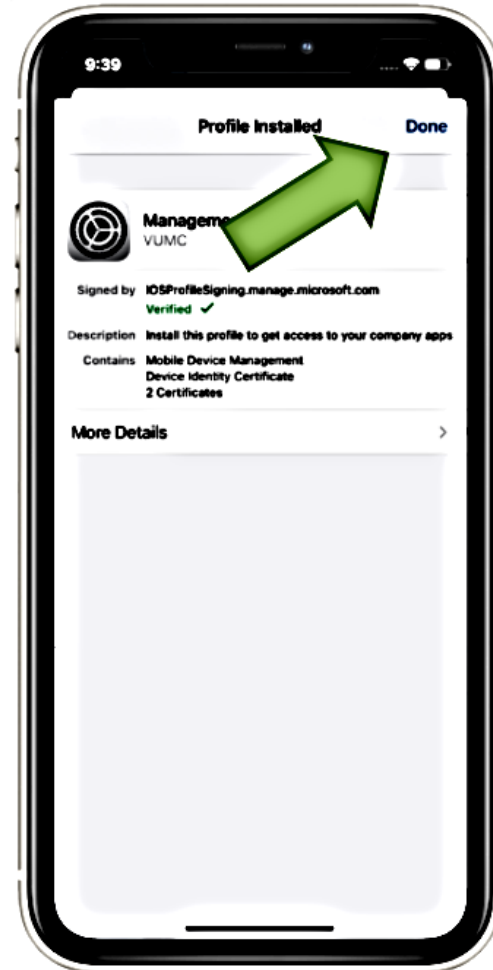 9:39
Profile Installed
Done
VUMC
Signed by IOSProfileSigning.manage.microsoft.com
Verified ✓
Description Install this profile to get access to your company apps
Contains Mobile Device Management
Device Identity Certificate
2 Certificates
More Details